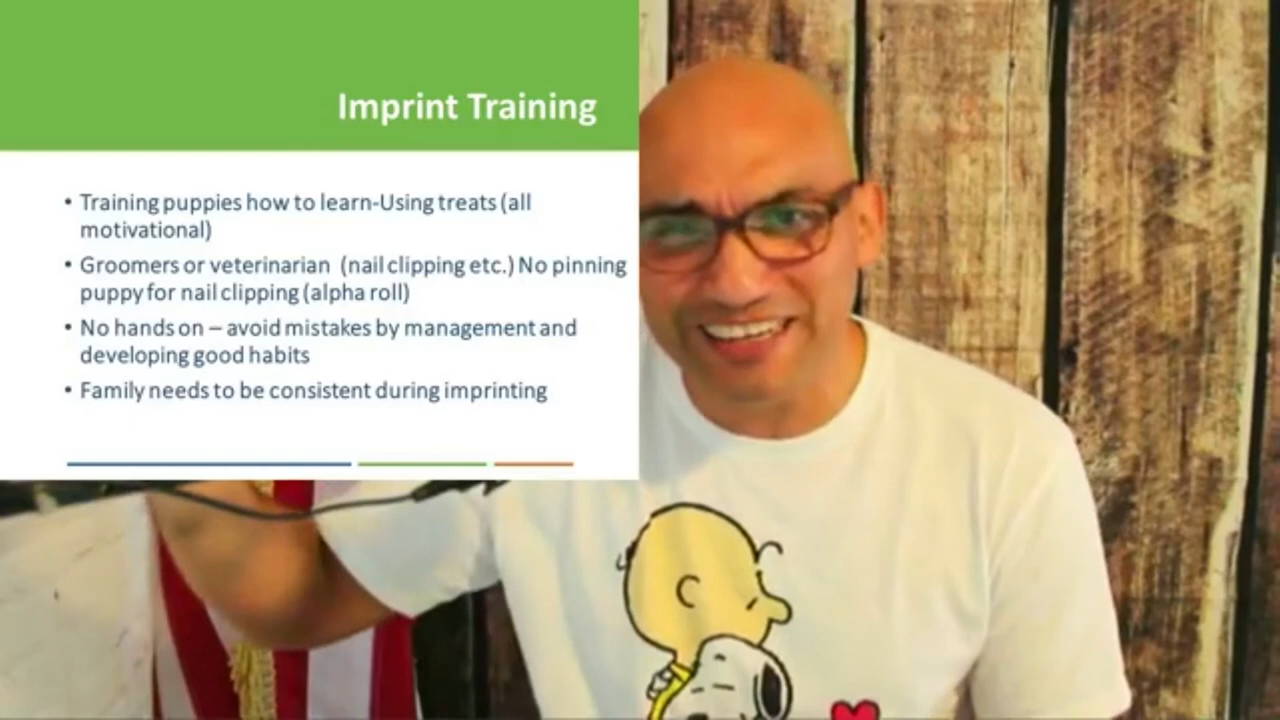 Imprint Training
• Training puppies how to learn-Using treats (all
motivational)
• Groomers or veterinarian (nail clipping etc.) No pinning
puppy for nail clipping (alpha roll)
• No hands on – avoid mistakes by management and
developing good habits
• Family needs to be consistent during imprinting